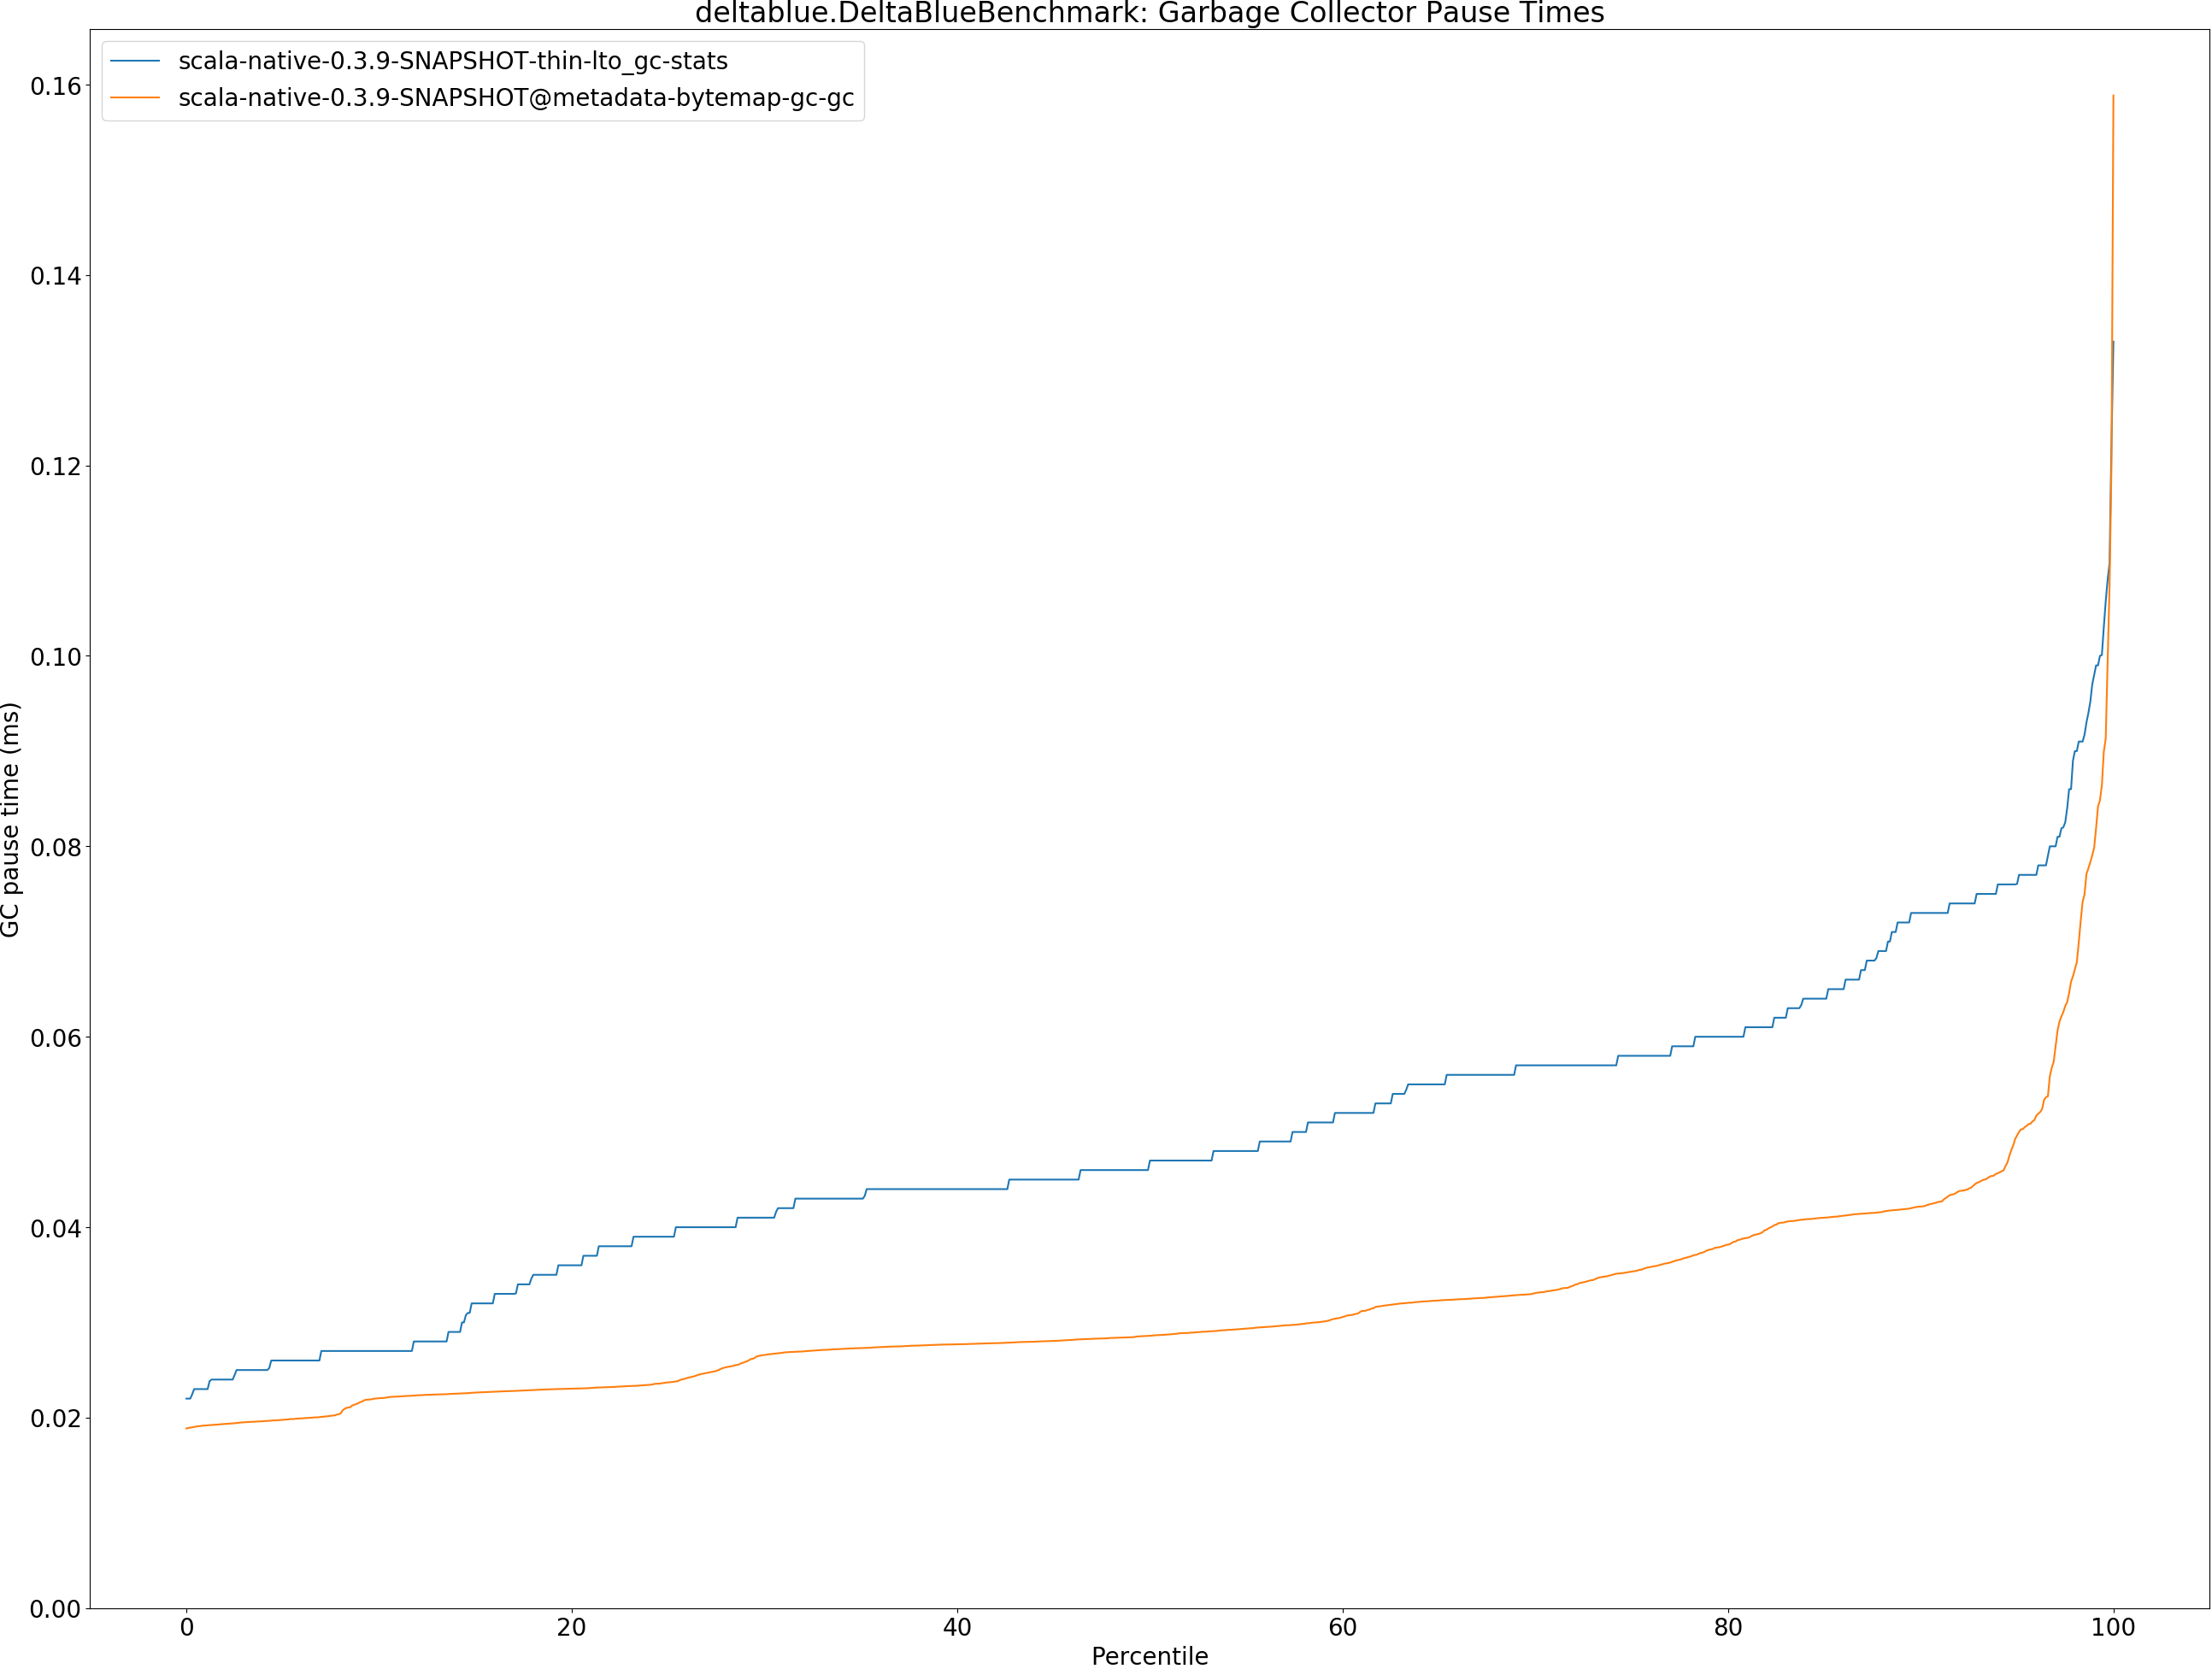 deltablue.DeltaBlueBenchmark: Garbage Collector Pause Times
scala-native-0.3.9-SNAPSHOT-thin-lto_gc-stats
scala-native-0.3.9-SNAPSHOT@metadata-bytemap-gc-gc
GC pause time (ms)
0.16
0.14
0.12
0.10
0.08
0.06
0.04
0.02
0.00
0 20 40 60 80 100
Percentile